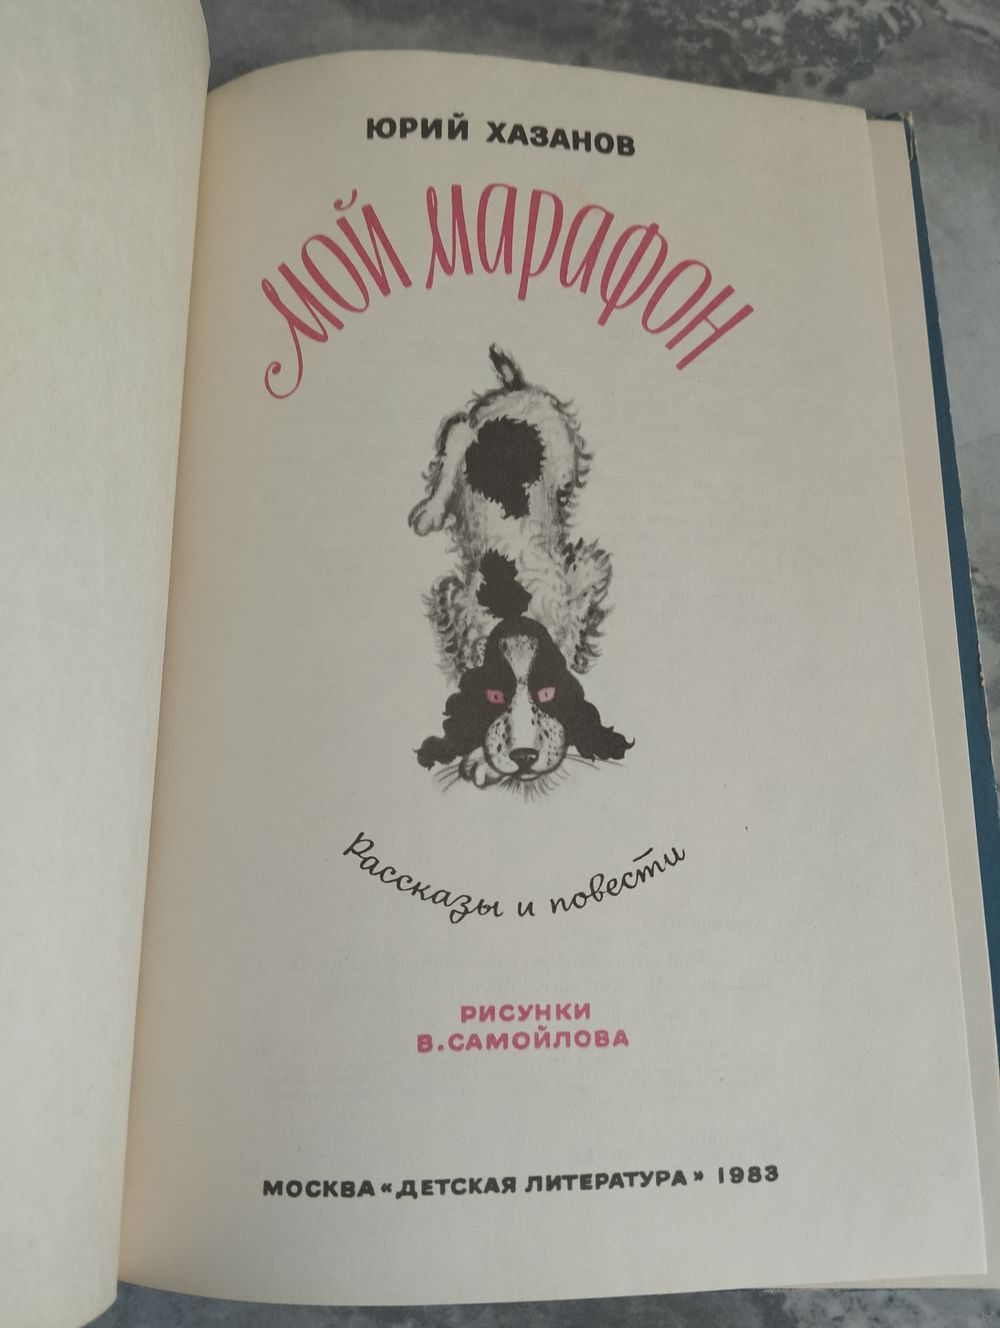 ЮРИЙ ХАЗАНОВ
Мой марафон
Рассказы и повести
РИСУНКИ
В. САМОЙЛОВА
МОСКВА «ДЕТСКАЯ ЛИТЕРАТУРА» 1983